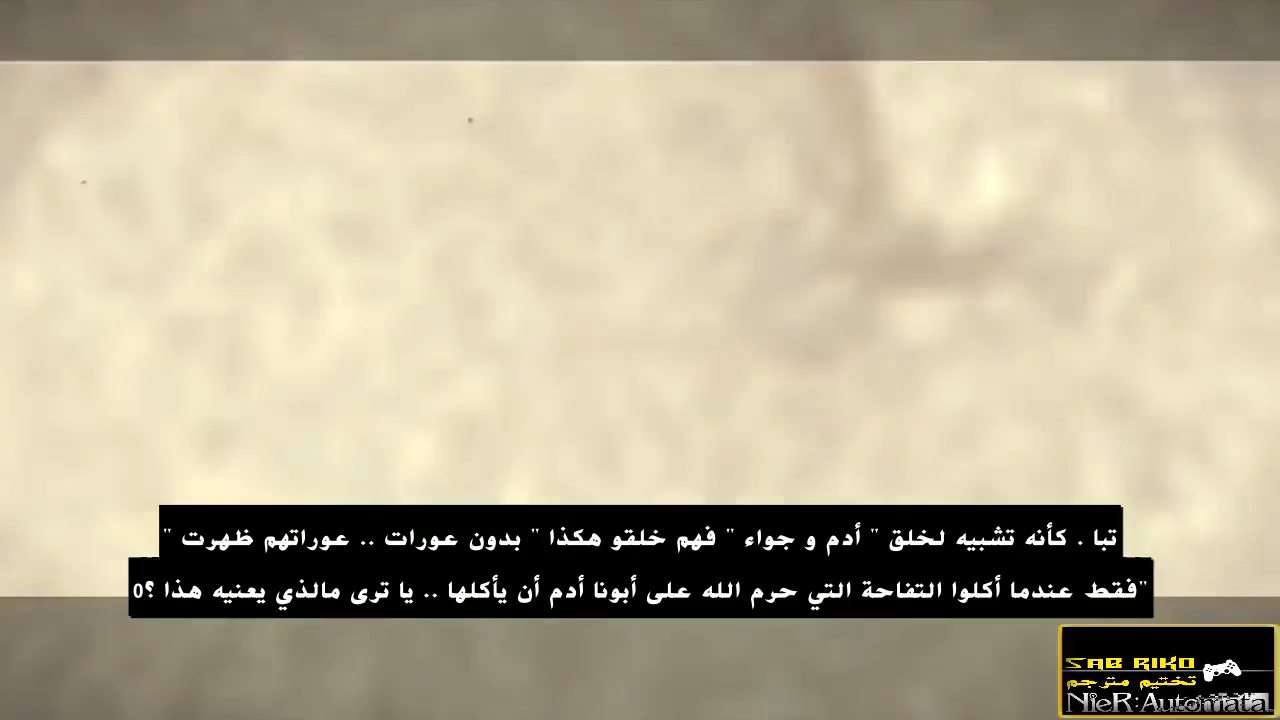 تبا . كأنه تشبيه لخلق " أدم و جواء " فهم خلقو هكذا " بدون عورات .. عوراتهم ظهرت "
"فقط عندما أكلوا التفاحة التي حرم الله على أبونا أدم أن يأكلها .. يا ترى مالذي يعنيه هذا ؟0
SAB RIKO
تختيم مترجم
NieR:Automata